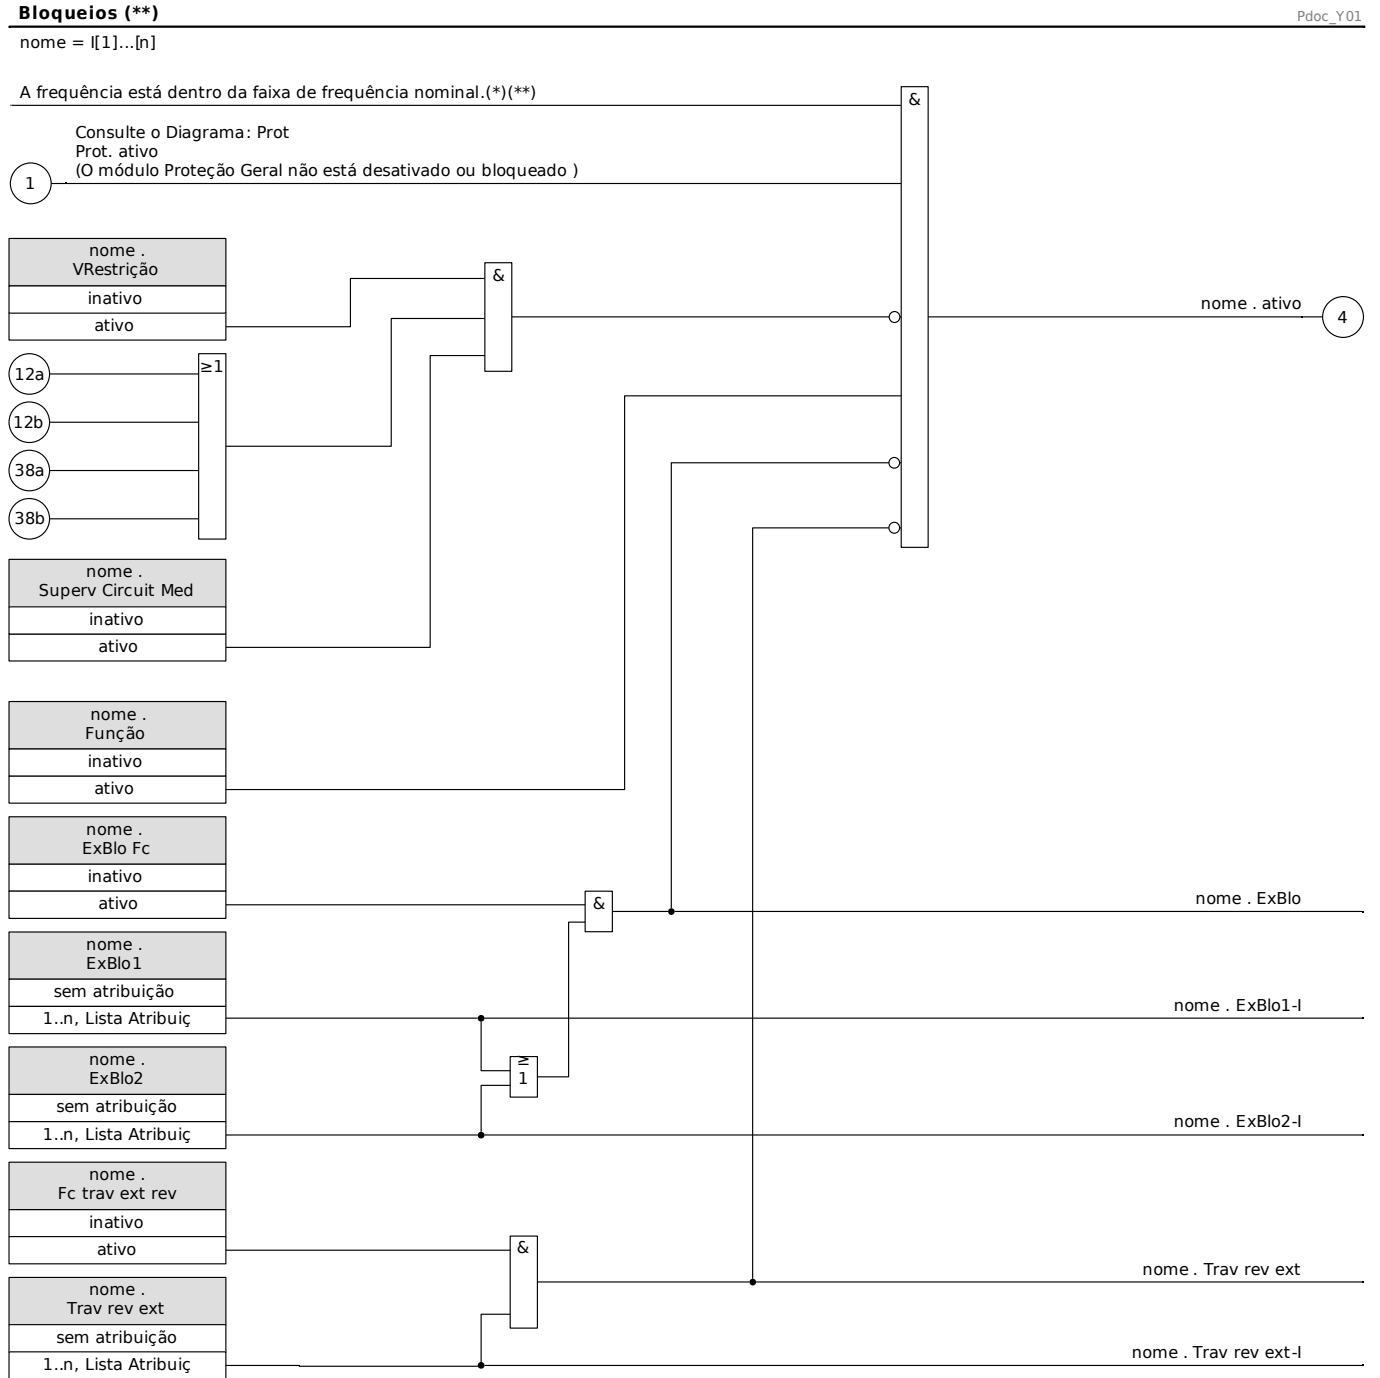 Bloqueios (**)
Pdoc_Y01
nome = I[1]...[n]
A frequência está dentro da faixa de frequência nominal.(*)(**)
&
Consulte o Diagrama: Prot
Prot. ativo
(O módulo Proteção Geral não está desativado ou bloqueado )
1
nome .
VRestrição
inativo
ativo
&
nome . ativo
4
12a
≥1
12b
38a
38b
nome .
Superv Circuit Med
inativo
ativo
nome .
Função
inativo
ativo
nome .
ExBlo Fc
inativo
ativo
&
nome . ExBlo
nome .
ExBlo1
sem atribuição
1..n, Lista Atribuiç
nome . ExBlo1-I
≥
1
nome .
ExBlo2
sem atribuição
1..n, Lista Atribuiç
nome . ExBlo2-I
nome .
Fc trav ext rev
inativo
ativo
&
nome . Trav rev ext
nome .
Trav rev ext
sem atribuição
1..n, Lista Atribuiç
nome . Trav rev ext-I